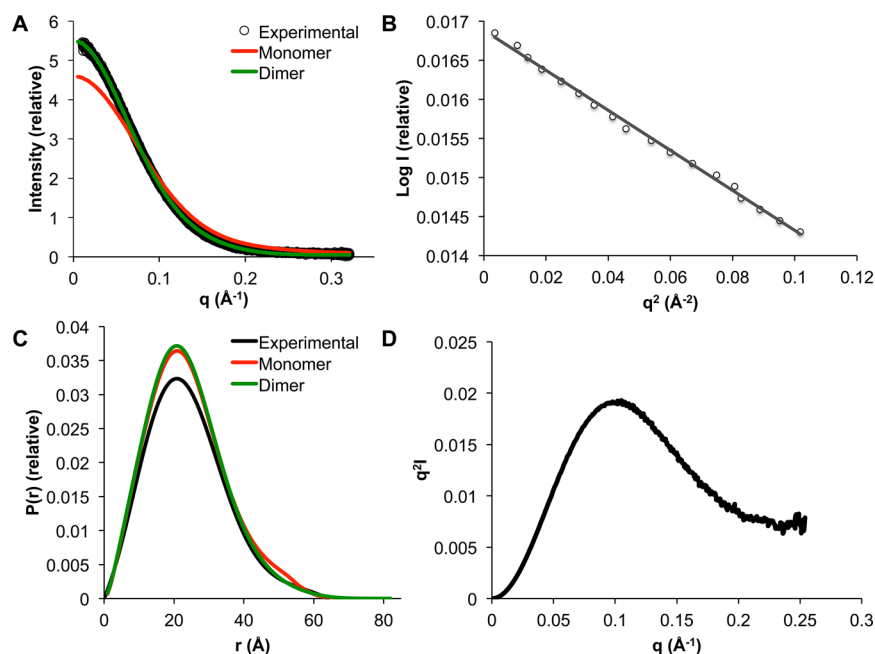 A
Intensity (relative)
6
5
4
3
2
1
0
0
0.1
0.2
0.3
q (Å⁻¹)
Experimental
Monomer
Dimer
B
Log I (relative)
0.017
0.0165
0.016
0.0155
0.015
0.0145
0.014
0
0.02
0.04
0.06
0.08
0.1
0.12
q² (Å⁻²)
C
P(r) (relative)
0.04
0.035
0.03
0.025
0.02
0.015
0.01
0.005
0
0
20
40
60
80
r (Å)
Experimental
Monomer
Dimer
D
q²I
0.025
0.02
0.015
0.01
0.005
0
0
0.05
0.1
0.15
0.2
0.25
0.3
q (Å⁻¹)